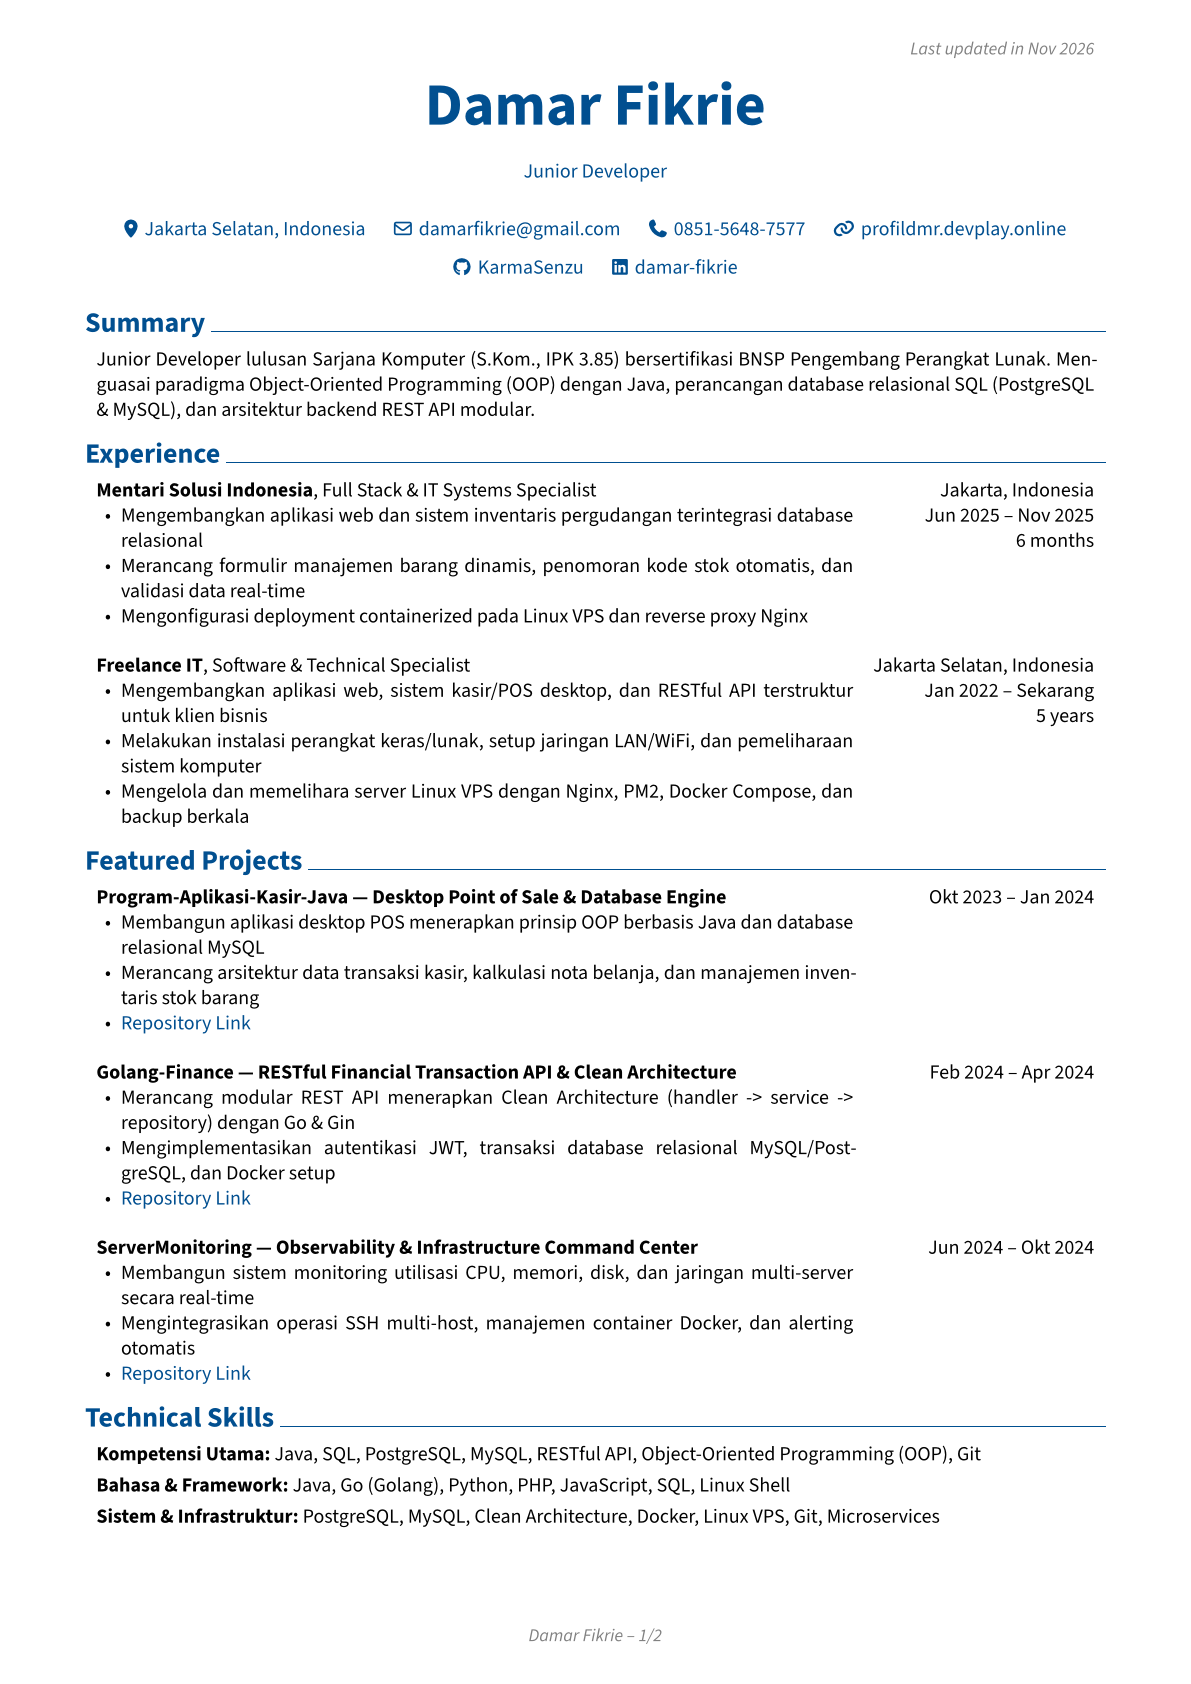 Last updated in Nov 2026
Damar Fikrie
Junior Developer
Jakarta Selatan, Indonesia damarfikrie@gmail.com 0851-5648-7577 profildmr.devplay.online
KarmaSenzu damar-fikrie
Summary
Junior Developer lulusan Sarjana Komputer (S.Kom., IPK 3.85) bersertifikasi BNSP Pengembang Perangkat Lunak. Men-
guasai paradigma Object-Oriented Programming (OOP) dengan Java, perancangan database relasional SQL (PostgreSQL
& MySQL), dan arsitektur backend REST API modular.
Experience
Mentari Solusi Indonesia, Full Stack & IT Systems Specialist Jakarta, Indonesia
• Mengembangkan aplikasi web dan sistem inventaris pergudangan terintegrasi database Jun 2025 – Nov 2025
relasional 6 months
• Merancang formulir manajemen barang dinamis, penomoran kode stok otomatis, dan
validasi data real-time
• Mengonfigurasi deployment containerized pada Linux VPS dan reverse proxy Nginx
Freelance IT, Software & Technical Specialist Jakarta Selatan, Indonesia
• Mengembangkan aplikasi web, sistem kasir/POS desktop, dan RESTful API terstruktur Jan 2022 – Sekarang
untuk klien bisnis 5 years
• Melakukan instalasi perangkat keras/lunak, setup jaringan LAN/WiFi, dan pemeliharaan
sistem komputer
• Mengelola dan memelihara server Linux VPS dengan Nginx, PM2, Docker Compose, dan
backup berkala
Featured Projects
Program-Aplikasi-Kasir-Java — Desktop Point of Sale & Database Engine Okt 2023 – Jan 2024
• Membangun aplikasi desktop POS menerapkan prinsip OOP berbasis Java dan database
relasional MySQL
• Merancang arsitektur data transaksi kasir, kalkulasi nota belanja, dan manajemen inven-
taris stok barang
• Repository Link
Golang-Finance — RESTful Financial Transaction API & Clean Architecture Feb 2024 – Apr 2024
• Merancang modular REST API menerapkan Clean Architecture (handler -> service ->
repository) dengan Go & Gin
• Mengimplementasikan autentikasi JWT, transaksi database relasional MySQL/Post-
greSQL, dan Docker setup
• Repository Link
ServerMonitoring — Observability & Infrastructure Command Center Jun 2024 – Okt 2024
• Membangun sistem monitoring utilisasi CPU, memori, disk, dan jaringan multi-server
secara real-time
• Mengintegrasikan operasi SSH multi-host, manajemen container Docker, dan alerting
otomatis
• Repository Link
Technical Skills
Kompetensi Utama: Java, SQL, PostgreSQL, MySQL, RESTful API, Object-Oriented Programming (OOP), Git
Bahasa & Framework: Java, Go (Golang), Python, PHP, JavaScript, SQL, Linux Shell
Sistem & Infrastruktur: PostgreSQL, MySQL, Clean Architecture, Docker, Linux VPS, Git, Microservices
Damar Fikrie – 1/2